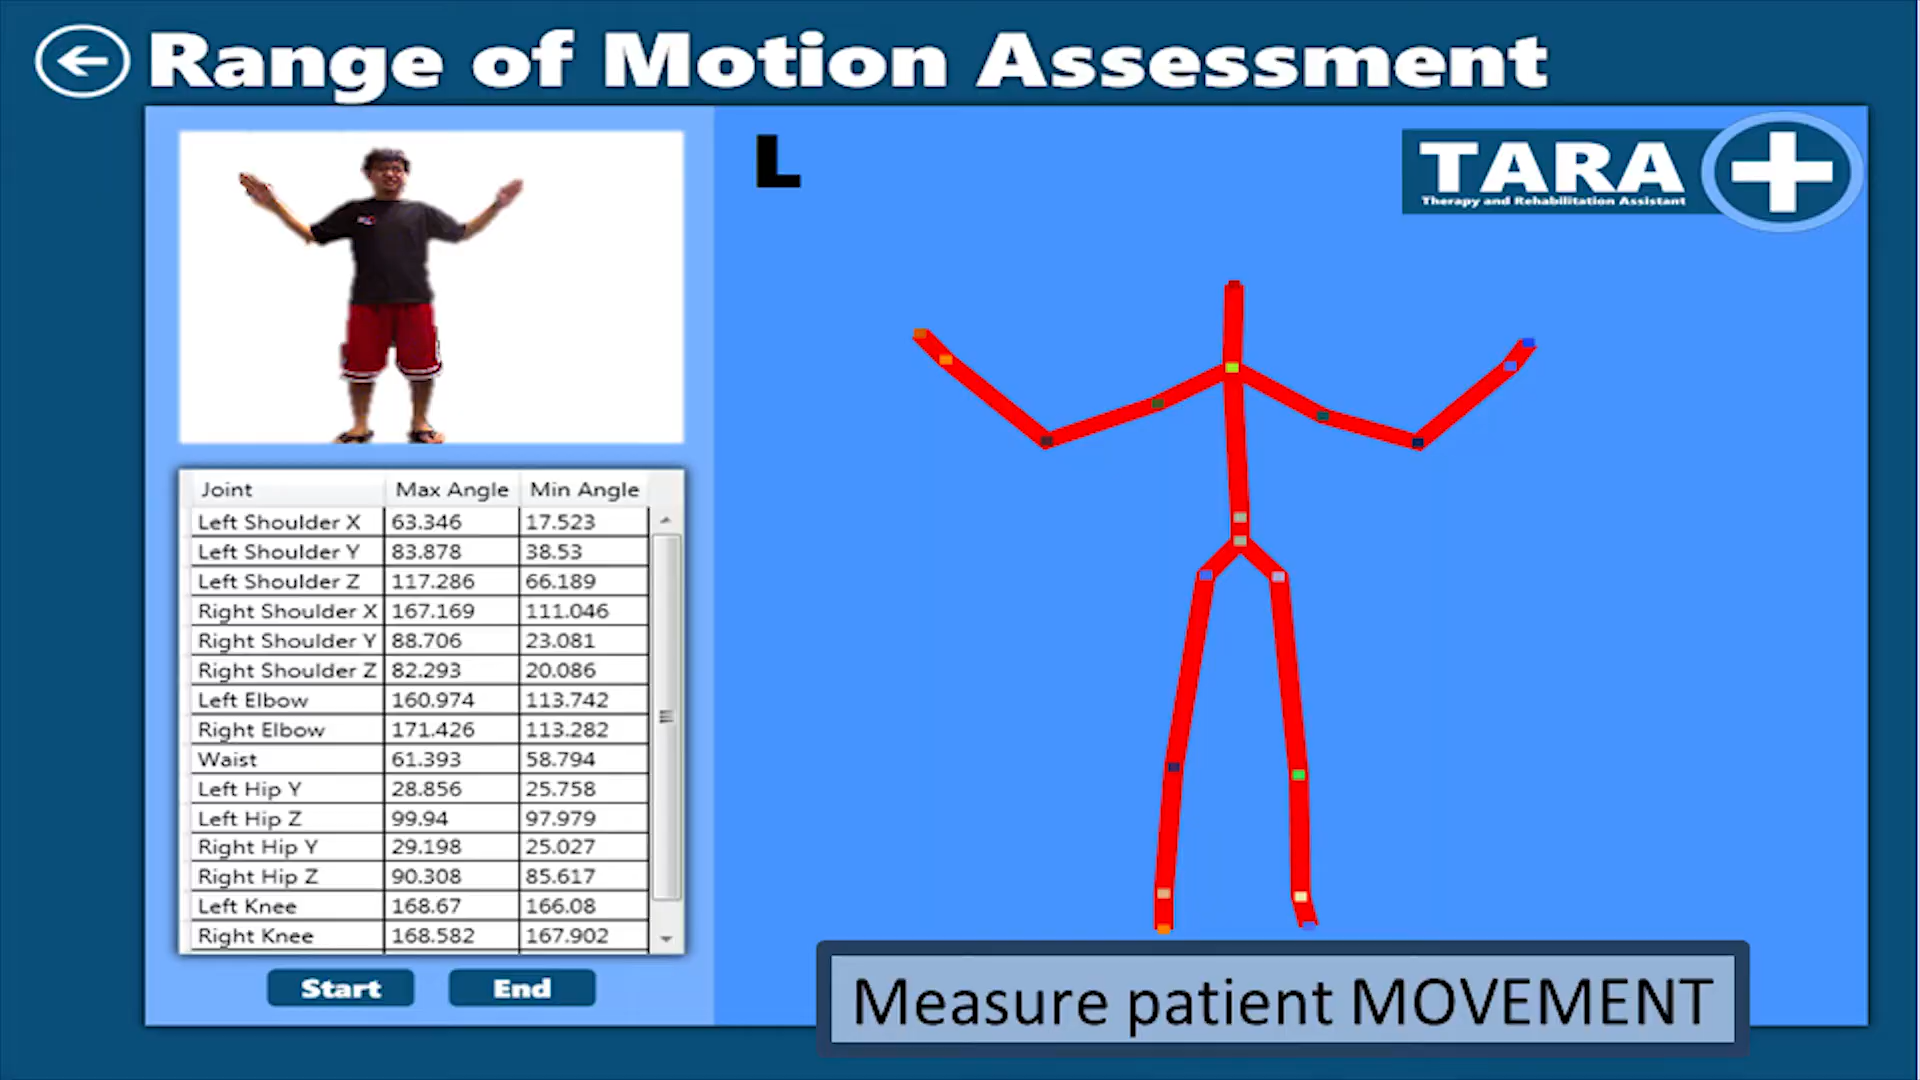 Range of Motion Assessment
L
TARA
Therapy and Rehabilitation Assistant
Joint Max Angle Min Angle
Left Shoulder X 63.346 17.523
Left Shoulder Y 83.878 38.53
Left Shoulder Z 117.286 66.189
Right Shoulder X 167.169 111.046
Right Shoulder Y 88.706 23.081
Right Shoulder Z 82.293 20.086
Left Elbow 160.974 113.742
Right Elbow 171.426 113.282
Waist 61.393 58.794
Left Hip Y 28.856 25.758
Left Hip Z 99.94 97.979
Right Hip Y 29.198 25.027
Right Hip Z 90.308 85.617
Left Knee 168.67 166.08
Right Knee 168.582 167.902
Start End
Measure patient MOVEMENT